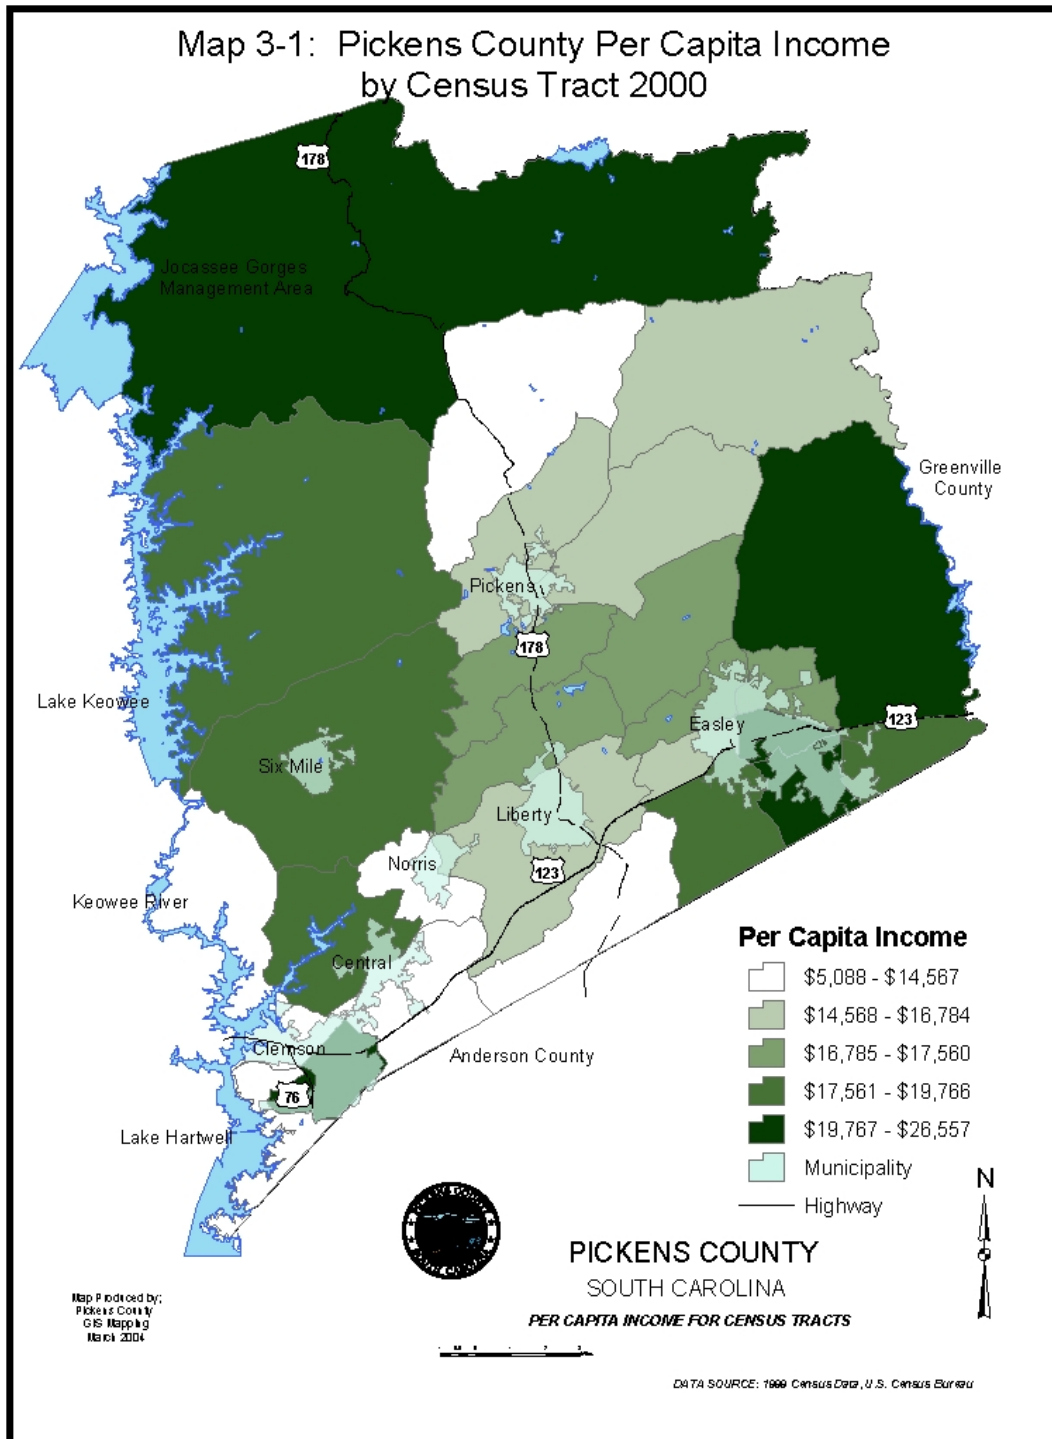 Map 3-1: Pickens County Per Capita Income
by Census Tract 2000
178
Jocassee Gorges
Management Area
Greenville
County
Pickens
178
Lake Keowee
Easley
123
Six Mile
Liberty
Norris
123
Keowee River
Central
Clemson
Anderson County
76
Lake Hartwell
Per Capita Income
$5,088 - $14,567
$14,568 - $16,784
$16,785 - $17,560
$17,561 - $19,766
$19,767 - $26,557
Municipality
Highway
N
PICKENS COUNTY
SOUTH CAROLINA
PICKENS COUNTY
SOUTH CAROLINA
PER CAPITA INCOME FOR CENSUS TRACTS
Map Produced by;
Pickens County
GIS Mapping
March 2004
DATA SOURCE: 1999 Census Data, U.S. Census Bureau